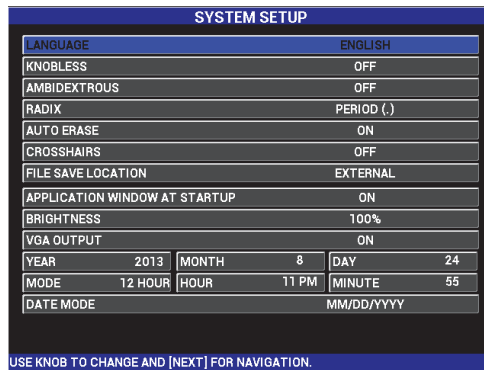 SYSTEM SETUP
LANGUAGE ENGLISH
KNOBLESS OFF
AMBIDEXTROUS OFF
RADIX PERIOD (.)
AUTO ERASE ON
CROSSHAIRS OFF
FILE SAVE LOCATION EXTERNAL
APPLICATION WINDOW AT STARTUP ON
BRIGHTNESS 100%
VGA OUTPUT ON
YEAR 2013 MONTH 8 DAY 24
MODE 12 HOUR HOUR 11 PM MINUTE 55
DATE MODE MM/DD/YYYY
USE KNOB TO CHANGE AND [NEXT] FOR NAVIGATION.